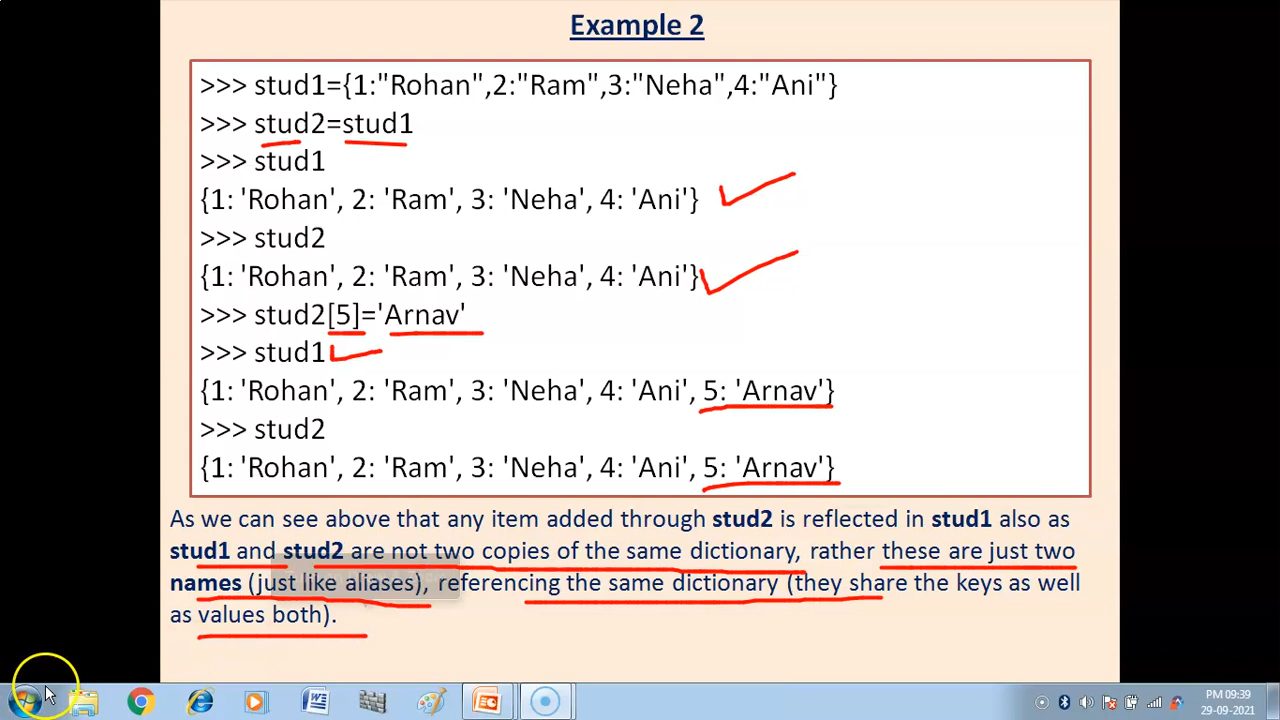 Example 2
>>> stud1={1:"Rohan",2:"Ram",3:"Neha",4:"Ani"}
>>> stud2=stud1
>>> stud1
{1: 'Rohan', 2: 'Ram', 3: 'Neha', 4: 'Ani'}
>>> stud2
{1: 'Rohan', 2: 'Ram', 3: 'Neha', 4: 'Ani'}
>>> stud2[5]='Arnav'
>>> stud1
{1: 'Rohan', 2: 'Ram', 3: 'Neha', 4: 'Ani', 5: 'Arnav'}
>>> stud2
{1: 'Rohan', 2: 'Ram', 3: 'Neha', 4: 'Ani', 5: 'Arnav'}
As we can see above that any item added through stud2 is reflected in stud1 also as
stud1 and stud2 are not two copies of the same dictionary, rather these are just two
names (just like aliases), referencing the same dictionary (they share the keys as well
as values both).
PM 09:39
29-09-2021